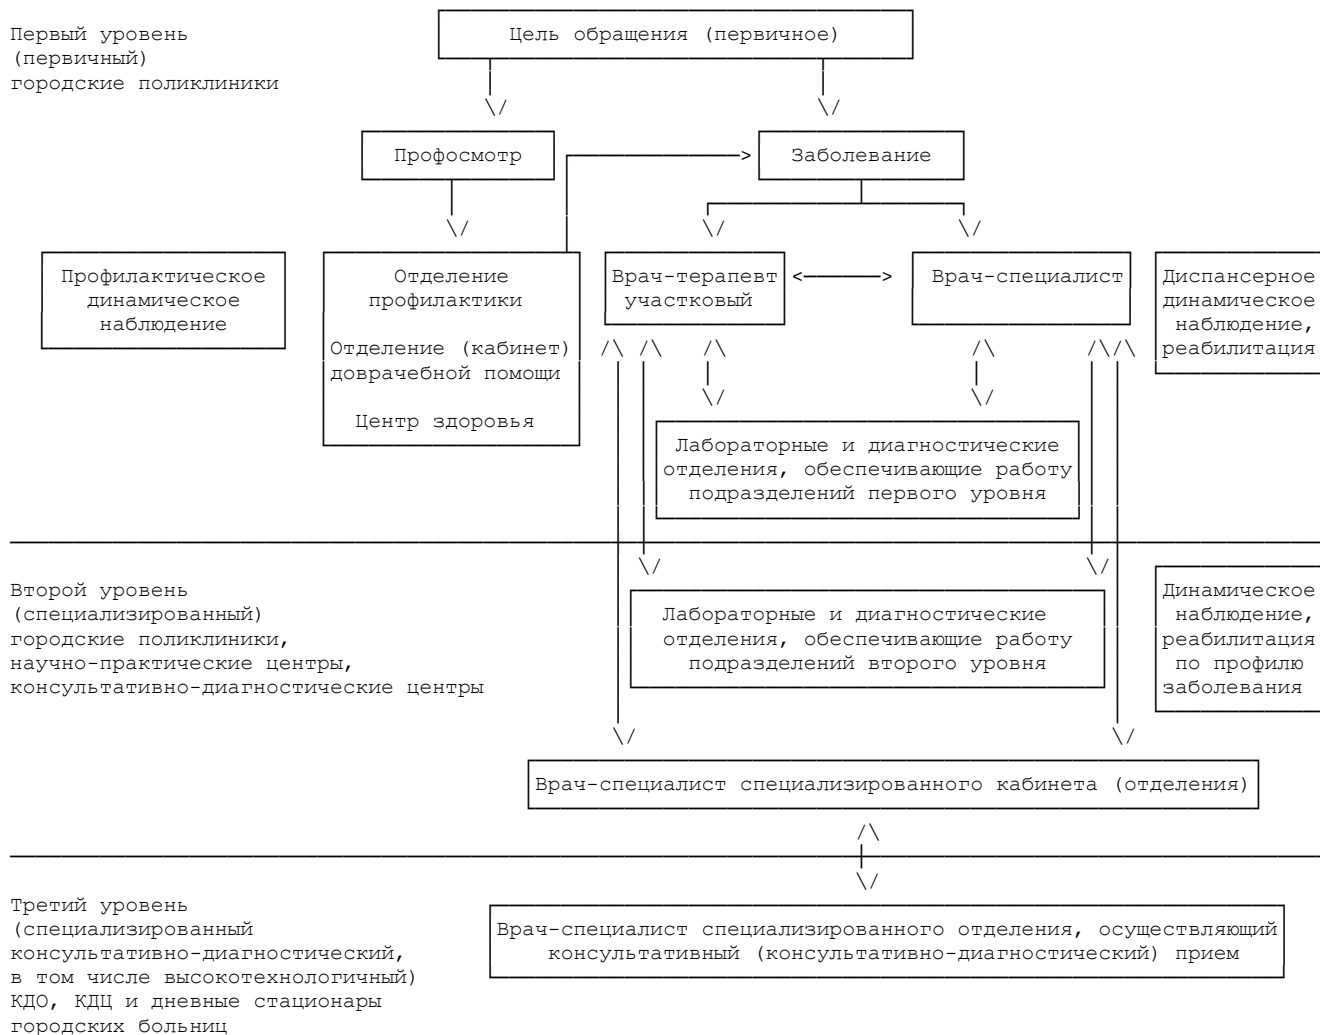 Первый уровень
(первичный)
городские поликлиники
Цель обращения (первичное)
Профосмотр
Заболевание
Профилактическое
динамическое
наблюдение
Отделение
профилактики
Отделение (кабинет)
доврачебной помощи
Центр здоровья
Врач-терапевт
участковый
Врач-специалист
Диспансерное
динамическое
наблюдение,
реабилитация
Лабораторные и диагностические
отделения, обеспечивающие работу
подразделений первого уровня
Второй уровень
(специализированный)
городские поликлиники,
научно-практические центры,
консультативно-диагностические центры
Лабораторные и диагностические
отделения, обеспечивающие работу
подразделений второго уровня
Динамическое
наблюдение,
реабилитация
по профилю
заболевания
Врач-специалист специализированного кабинета (отделения)
Третий уровень
(специализированный
консультативно-диагностический,
в том числе высокотехнологичный)
КДО, КДЦ и дневные стационары
городских больниц
Врач-специалист специализированного отделения, осуществляющий
консультативный (консультативно-диагностический) прием